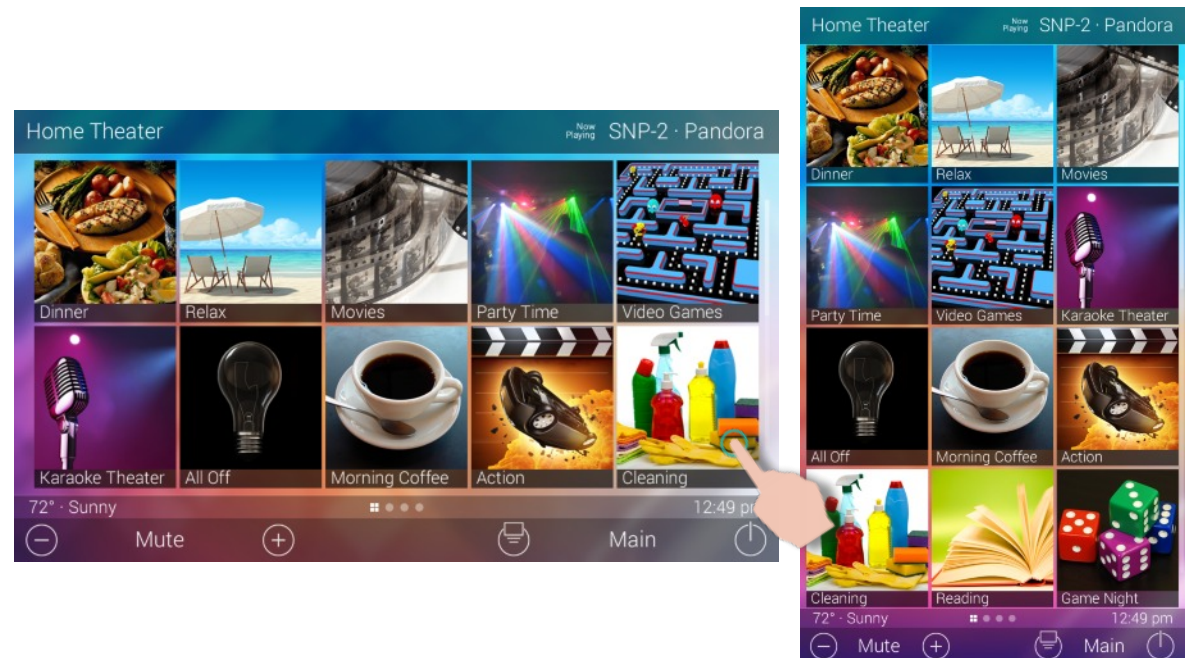 Home Theater
Now Playing SNP-2 · Pandora
Dinner
Relax
Movies
Party Time
Video Games
Karaoke Theater
All Off
Morning Coffee
Action
Cleaning
72° · Sunny
12:49 pm
Mute
Main
Home Theater
Now Playing SNP-2 · Pandora
Dinner
Relax
Movies
Party Time
Video Games
Karaoke Theater
All Off
Morning Coffee
Action
Cleaning
Reading
Game Night
72° · Sunny
12:49 pm
Mute
Main